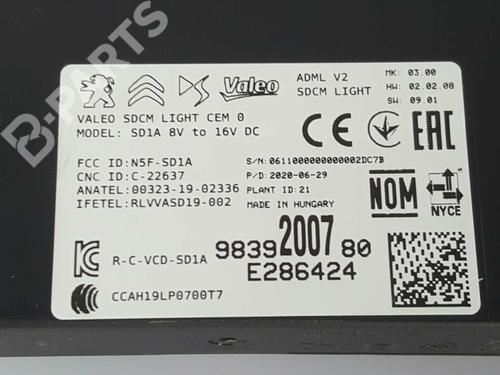 B-PARTS
Valeo
ADML V2
SDCM LIGHT
MK: 03.00
HW: 02.02.08
SW: 09.01
VALEO SDCM LIGHT CEM 0
MODEL: SD1A 8V to 16V DC
CE
EAC
FCC ID:N5F-SD1A
CNC ID:C-22637
ANATEL:00323-19-02336
IFETEL:RLVVASD19-002
S/N:0611000000000002DC7B
P/D:2020-06-29
PLANT ID:21
MADE IN HUNGARY
NOM
NYCE
R-C-VCD-SD1A
9839200780
E286424
CCAH19LP0700T7